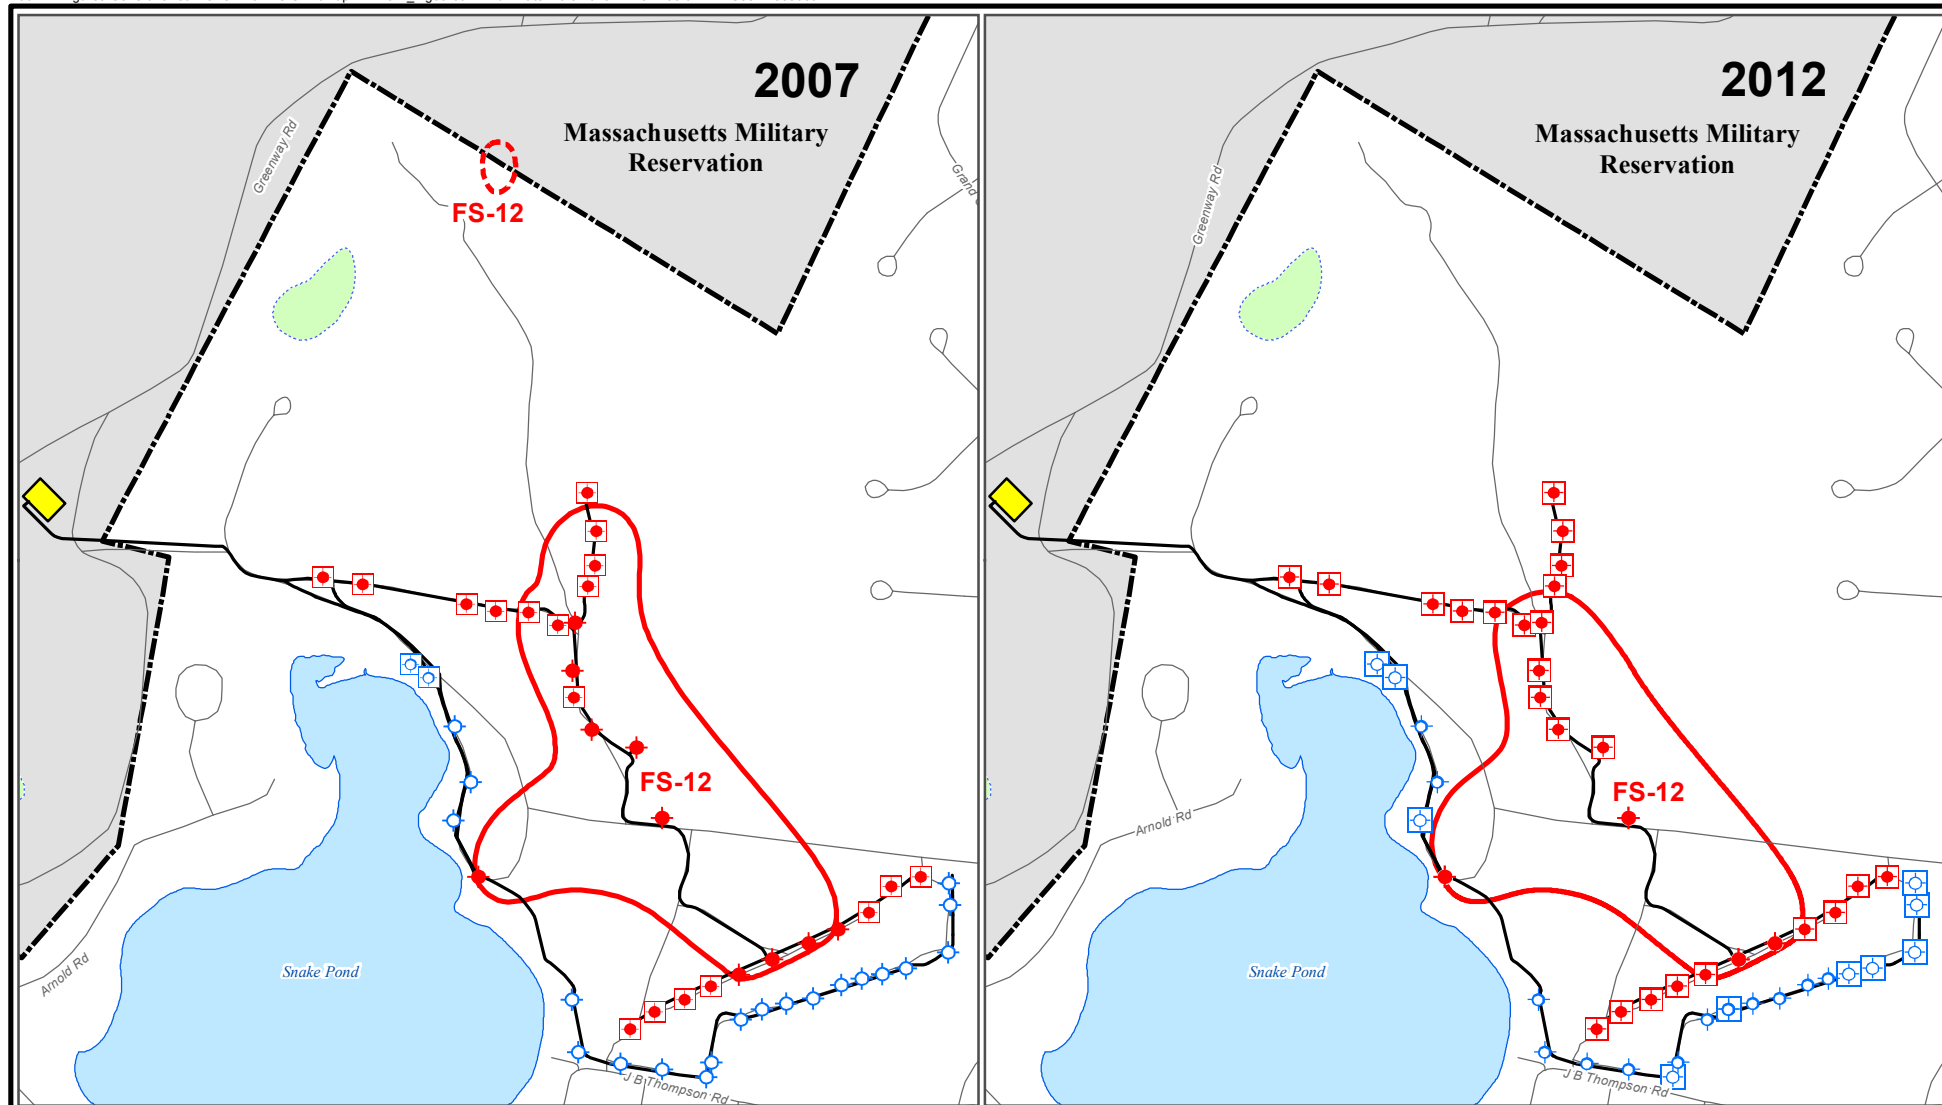 2007
Massachusetts Military
Reservation
Greenway Rd
Grand
FS-12
FS-12
Arnold Rd
Snake Pond
J B Thompson Rd
2012
Massachusetts Military
Reservation
Greenway Rd
FS-12
Arnold Rd
Snake Pond
J B Thompson Rd